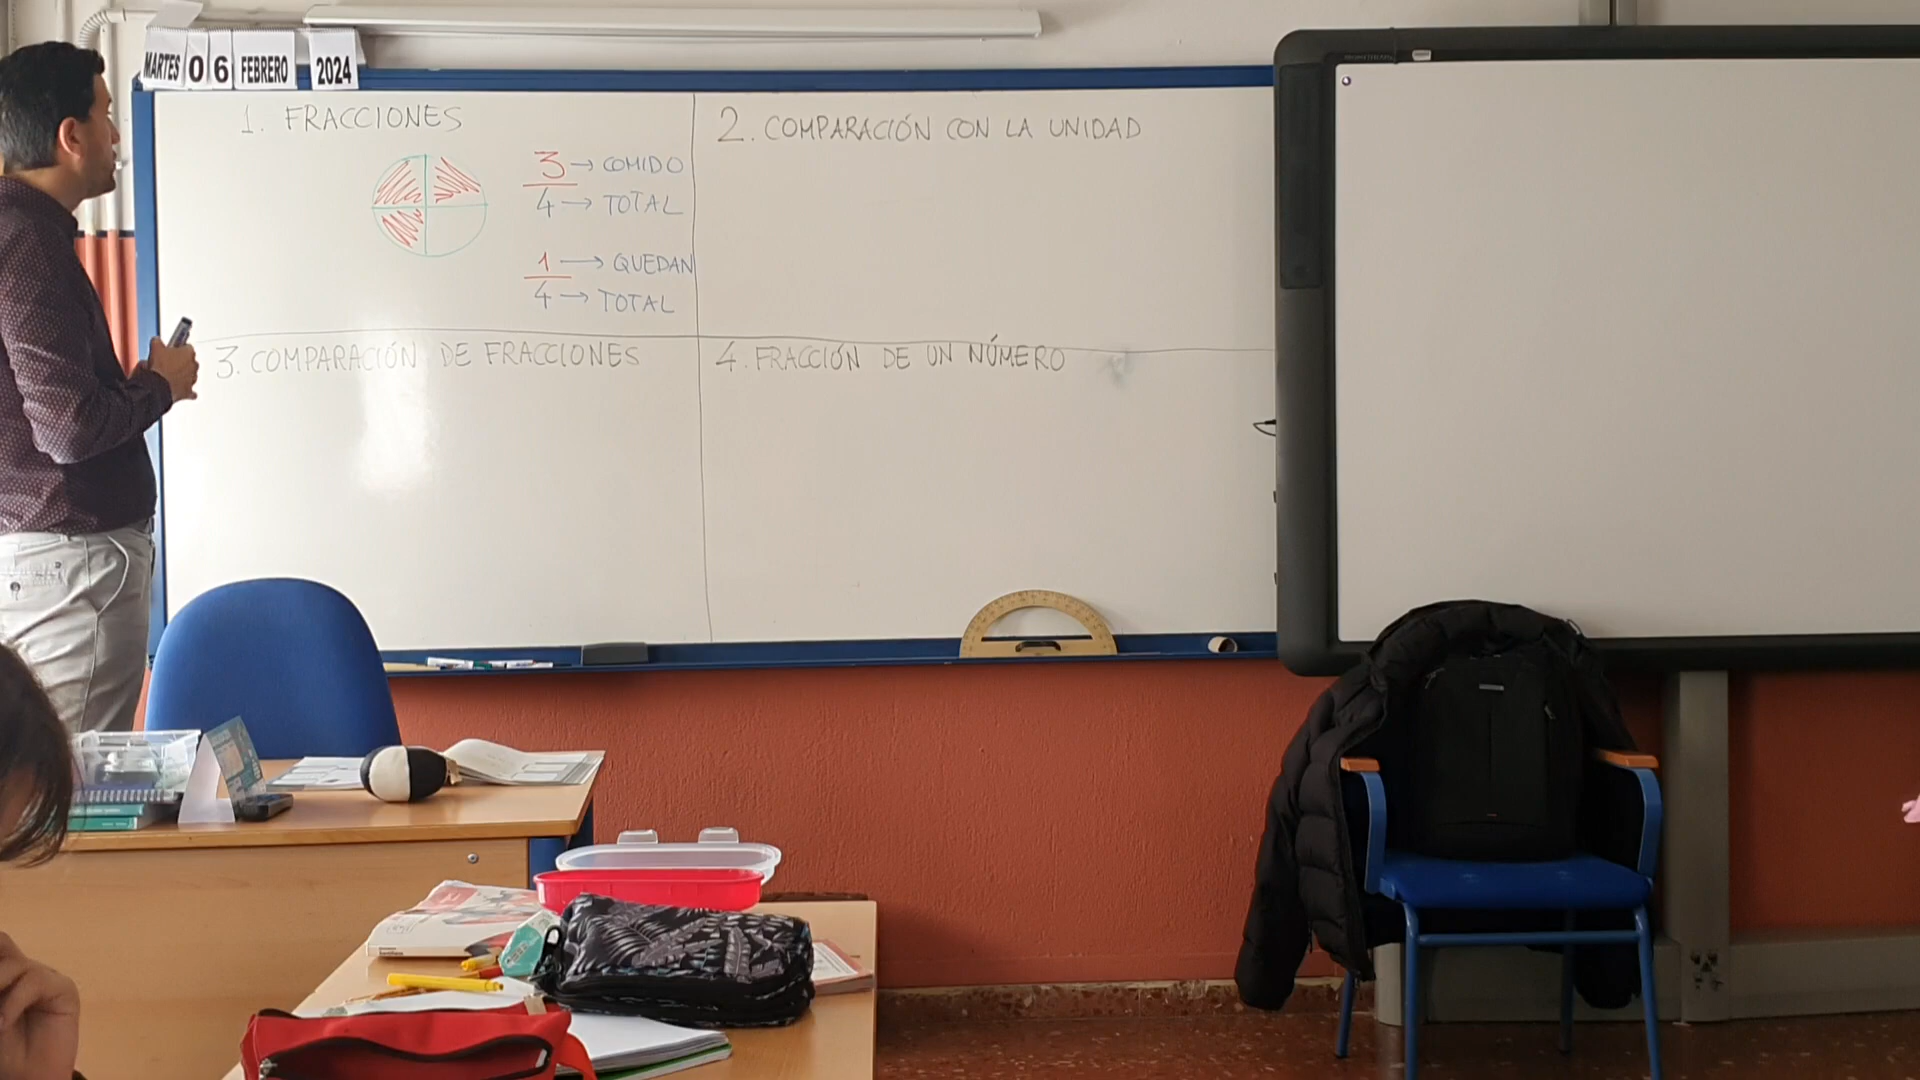 MARTES 06 FEBRERO 2024
1. FRACCIONES
3 → COMIDO
4 → TOTAL
1 → QUEDAN
4 → TOTAL
2. COMPARACIÓN CON LA UNIDAD
3. COMPARACIÓN DE FRACCIONES
4. FRACCIÓN DE UN NÚMERO